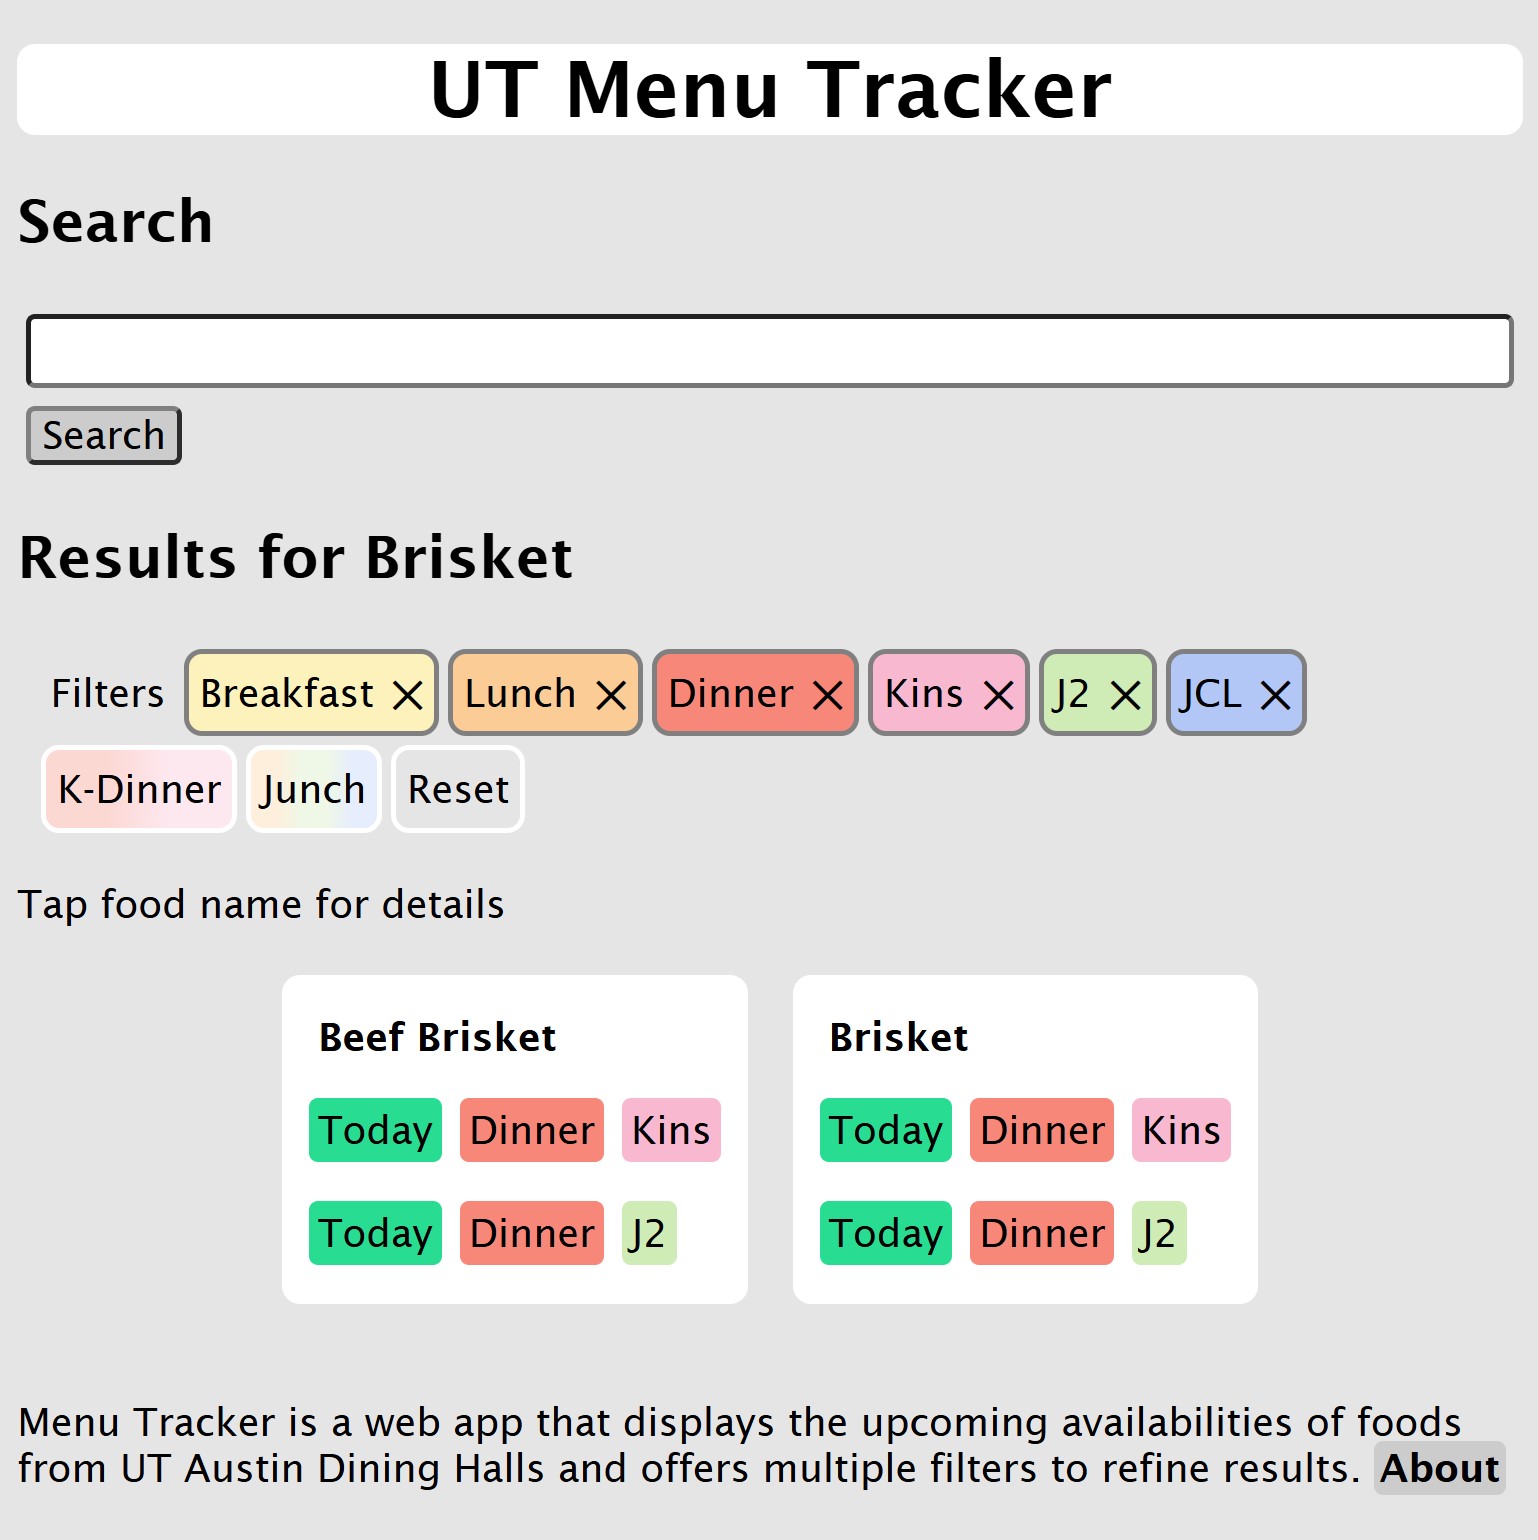 UT Menu Tracker
Search
Search
Results for Brisket
Filters Breakfast × Lunch × Dinner × Kins × J2 × JCL ×
K-Dinner Junch Reset
Tap food name for details
Beef Brisket
Today Dinner Kins
Today Dinner J2
Brisket
Today Dinner Kins
Today Dinner J2
Menu Tracker is a web app that displays the upcoming availabilities of foods
from UT Austin Dining Halls and offers multiple filters to refine results. About